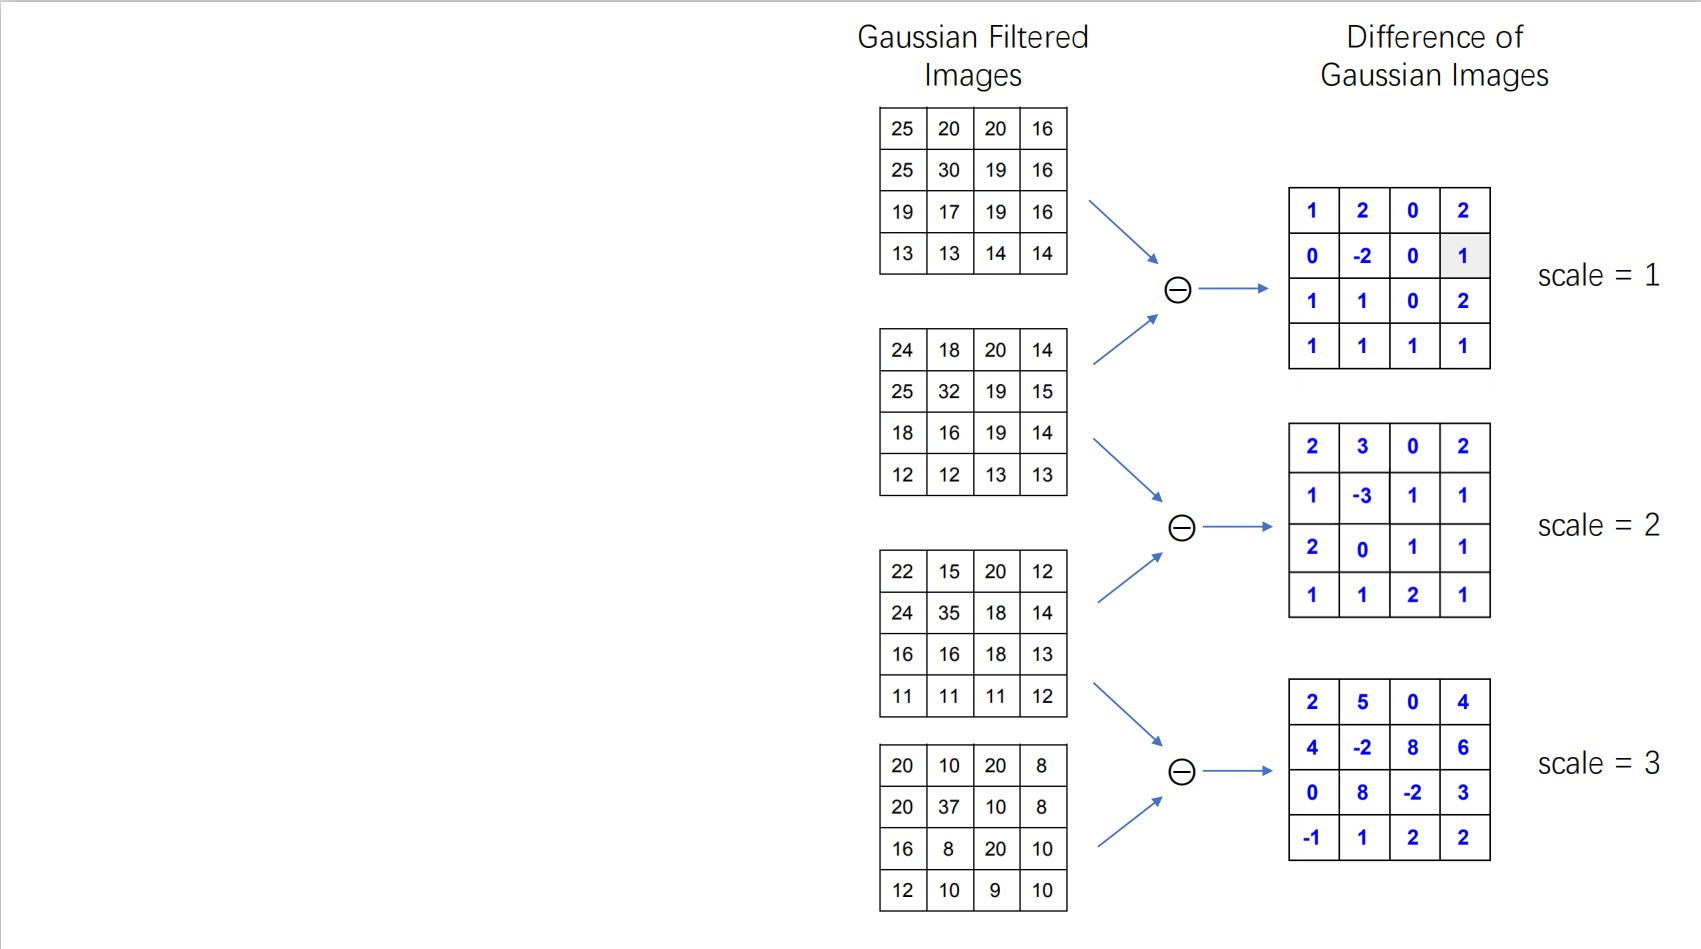 Gaussian Filtered
Images
Difference of
Gaussian Images
25 20 20 16
25 30 19 16
19 17 19 16
13 13 14 14
1 2 0 2
0 -2 0 1
1 1 0 2
1 1 1 1
scale = 1
24 18 20 14
25 32 19 15
18 16 19 14
12 12 13 13
2 3 0 2
1 -3 1 1
2 0 1 1
1 1 2 1
scale = 2
22 15 20 12
24 35 18 14
16 16 18 13
11 11 11 12
2 5 0 4
4 -2 8 6
0 8 -2 3
-1 1 2 2
scale = 3
20 10 20 8
20 37 10 8
16 8 20 10
12 10 9 10